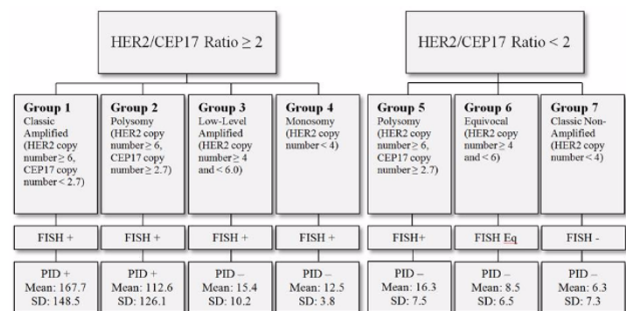 HER2/CEP17 Ratio ≥ 2
HER2/CEP17 Ratio < 2
Group 1
Classic
Amplified
(HER2 copy
number≥ 6,
CEP17 copy
number < 2.7)
Group 2
Polysomy
(HER2 copy
number≥ 6,
CEP17 copy
number≥ 2.7)
Group 3
Low-Level
Amplified
(HER2 copy
number≥ 4
and < 6.0)
Group 4
Monosomy
(HER2 copy
number < 4)
Group 5
Polysomy
(HER2 copy
number≥ 6,
CEP17 copy
number≥ 2.7)
Group 6
Equivocal
(HER2 copy
number ≥ 4
and < 6)
Group 7
Classic Non-
Amplified
(HER2 copy
number < 4)
FISH +
FISH +
FISH +
FISH +
FISH+
FISH Eq
FISH -
PID +
Mean: 167.7
SD: 148.5
PID +
Mean: 112.6
SD: 126.1
PID –
Mean: 15.4
SD: 10.2
PID –
Mean: 12.5
SD: 3.8
PID –
Mean: 16.3
SD: 7.5
PID –
Mean: 8.5
SD: 6.5
PID –
Mean: 6.3
SD: 7.3